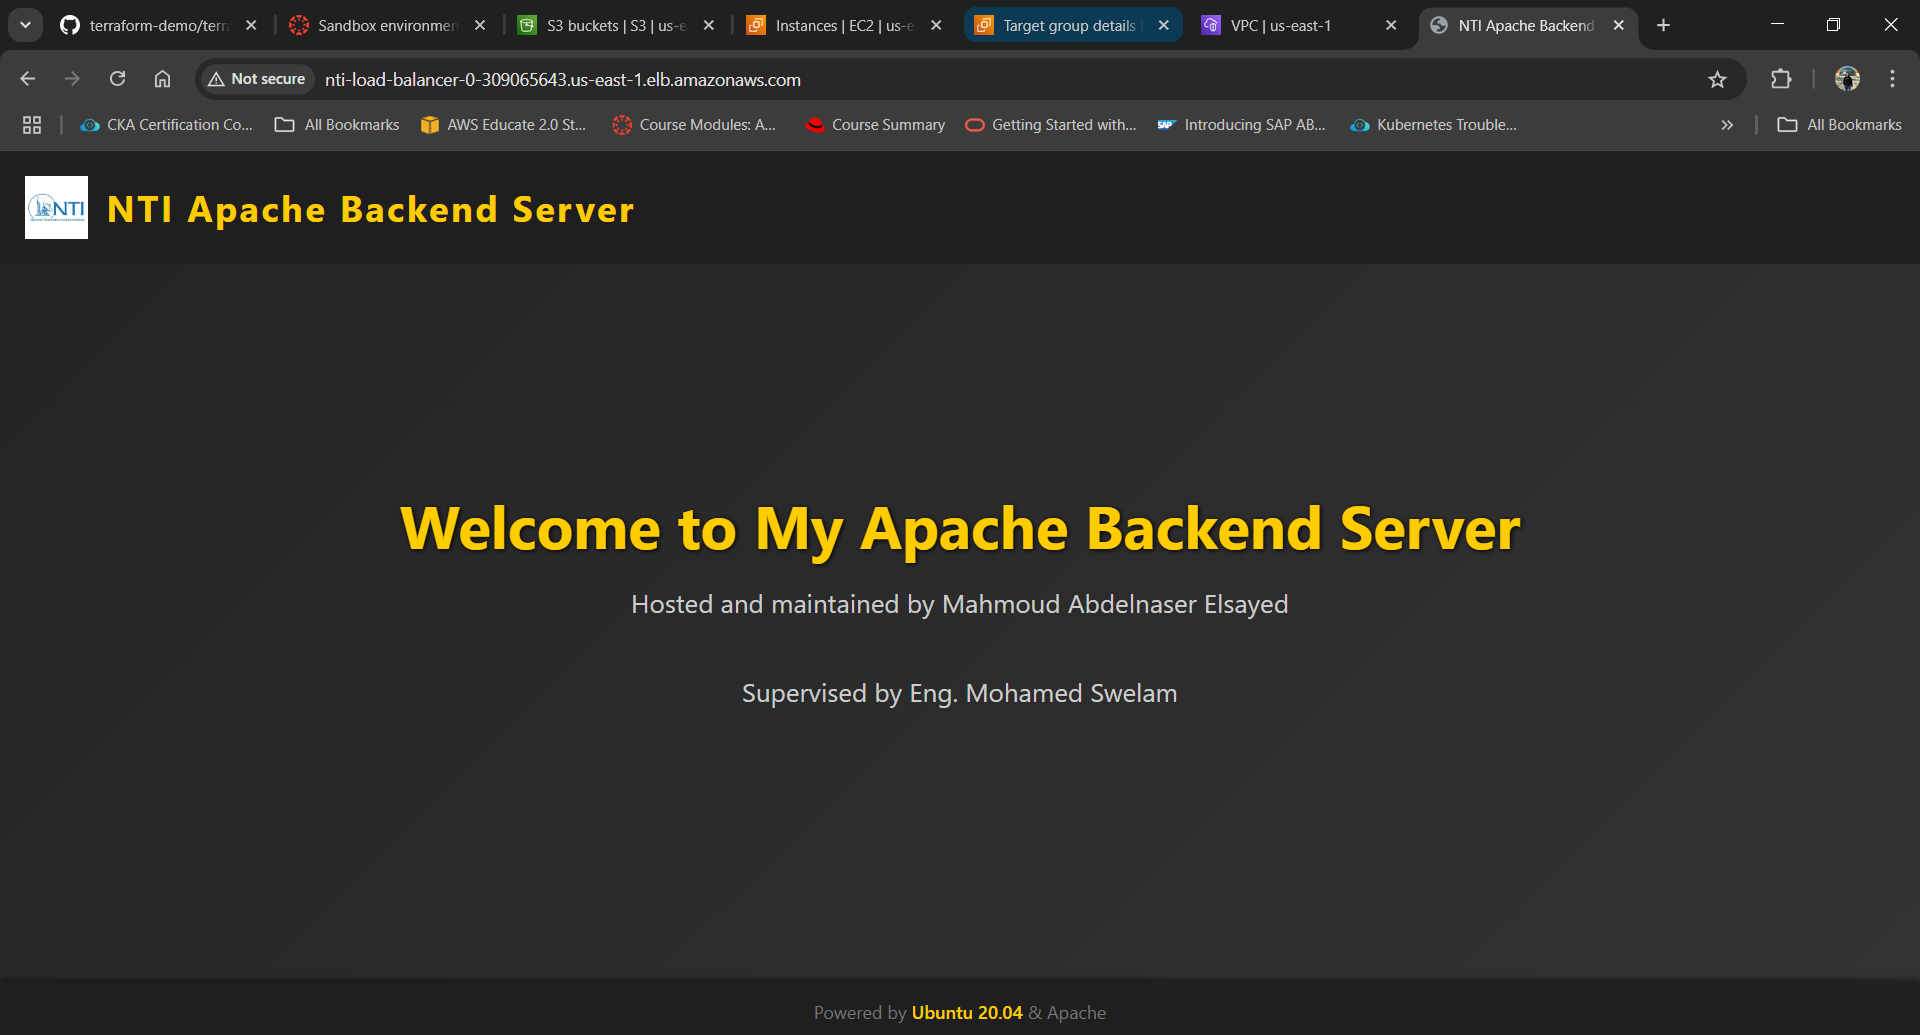 terraform-demo/terra
Sandbox environmen
S3 buckets | S3 | us-e
Instances | EC2 | us-e
Target group details |
VPC | us-east-1
NTI Apache Backend
Not secure
nti-load-balancer-0-309065643.us-east-1.elb.amazonaws.com
CKA Certification Co...
All Bookmarks
AWS Educate 2.0 St...
Course Modules: A...
Course Summary
Getting Started with...
Introducing SAP AB...
Kubernetes Trouble...
All Bookmarks
NTI
NTI Apache Backend Server
Welcome to My Apache Backend Server
Hosted and maintained by Mahmoud Abdelnaser Elsayed
Supervised by Eng. Mohamed Swelam
Powered by Ubuntu 20.04 & Apache